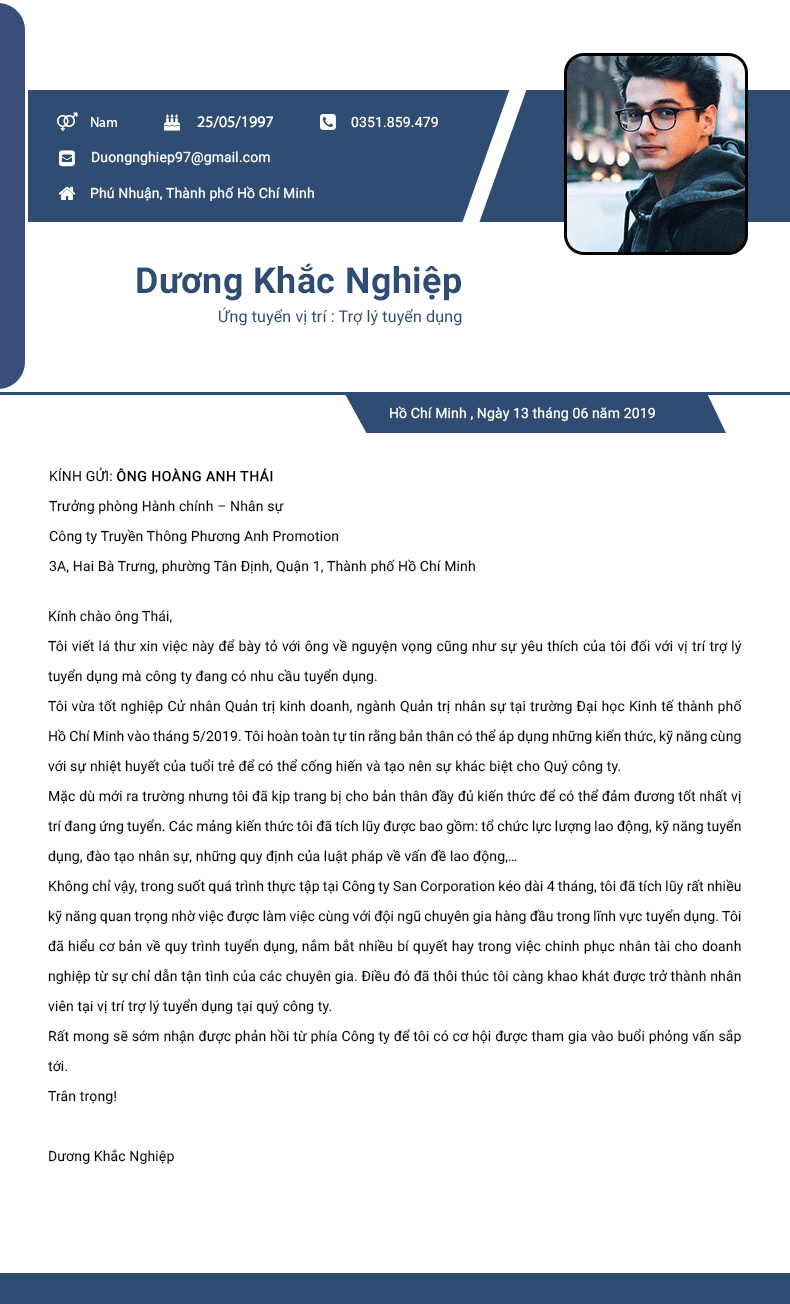 Nam
25/05/1997
0351.859.479
Duongnghiep97@gmail.com
Phú Nhuận, Thành phố Hồ Chí Minh
Dương Khắc Nghiệp
Ứng tuyển vị trí : Trợ lý tuyển dụng
Hồ Chí Minh , Ngày 13 tháng 06 năm 2019
KÍNH GỬI: ÔNG HOÀNG ANH THÁI
Trưởng phòng Hành chính – Nhân sự
Công ty Truyền Thông Phương Anh Promotion
3A, Hai Bà Trưng, phường Tân Định, Quận 1, Thành phố Hồ Chí Minh
Kính chào ông Thái,
Tôi viết lá thư xin việc này để bày tỏ với ông về nguyện vọng cũng như sự yêu thích của tôi đối với vị trí trợ lý
tuyển dụng mà công ty đang có nhu cầu tuyển dụng.
Tôi vừa tốt nghiệp Cử nhân Quản trị kinh doanh, ngành Quản trị nhân sự tại trường Đại học Kinh tế thành phố
Hồ Chí Minh vào tháng 5/2019. Tôi hoàn toàn tự tin rằng bản thân có thể áp dụng những kiến thức, kỹ năng cùng
với sự nhiệt huyết của tuổi trẻ để có thể cống hiến và tạo nên sự khác biệt cho Quý công ty.
Mặc dù mới ra trường nhưng tôi đã kịp trang bị cho bản thân đầy đủ kiến thức để có thể đảm đương tốt nhất vị
trí đang ứng tuyển. Các mảng kiến thức tôi đã tích lũy được bao gồm: tổ chức lực lượng lao động, kỹ năng tuyển
dụng, đào tạo nhân sự, những quy định của luật pháp về vấn đề lao động,...
Không chỉ vậy, trong suốt quá trình thực tập tại Công ty San Corporation kéo dài 4 tháng, tôi đã tích lũy rất nhiều
kỹ năng quan trọng nhờ việc được làm việc cùng với đội ngũ chuyên gia hàng đầu trong lĩnh vực tuyển dụng. Tôi
đã hiểu cơ bản về quy trình tuyển dụng, nắm bắt nhiều bí quyết hay trong việc chinh phục nhân tài cho doanh
nghiệp từ sự chỉ dẫn tận tình của các chuyên gia. Điều đó đã thôi thúc tôi càng khao khát được trở thành nhân
viên tại vị trí trợ lý tuyển dụng tại quý công ty.
Rất mong sẽ sớm nhận được phản hồi từ phía Công ty để tôi có cơ hội được tham gia vào buổi phỏng vấn sắp
tới.
Trân trọng!
Dương Khắc Nghiệp